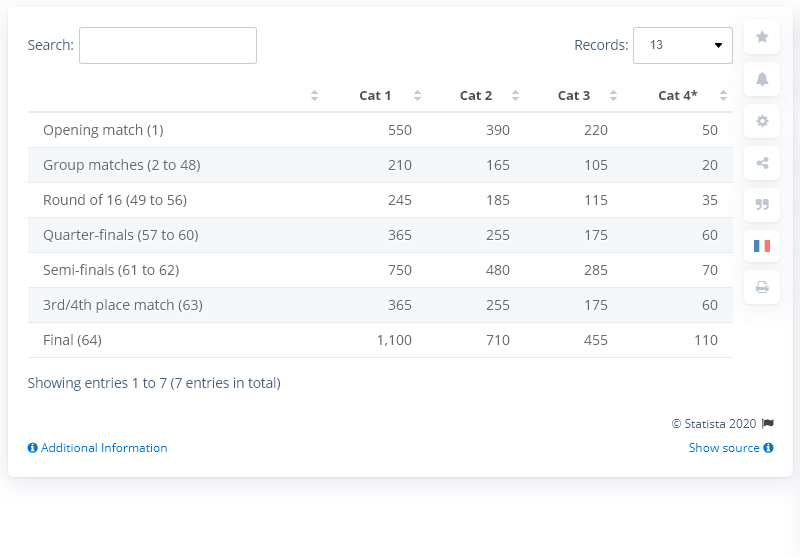 Search:
Records: 13
Cat 1 Cat 2 Cat 3 Cat 4*
Opening match (1) 550 390 220 50
Group matches (2 to 48) 210 165 105 20
Round of 16 (49 to 56) 245 185 115 35
Quarter-finals (57 to 60) 365 255 175 60
Semi-finals (61 to 62) 750 480 285 70
3rd/4th place match (63) 365 255 175 60
Final (64) 1,100 710 455 110
Showing entries 1 to 7 (7 entries in total)
© Statista 2020
Additional Information Show source